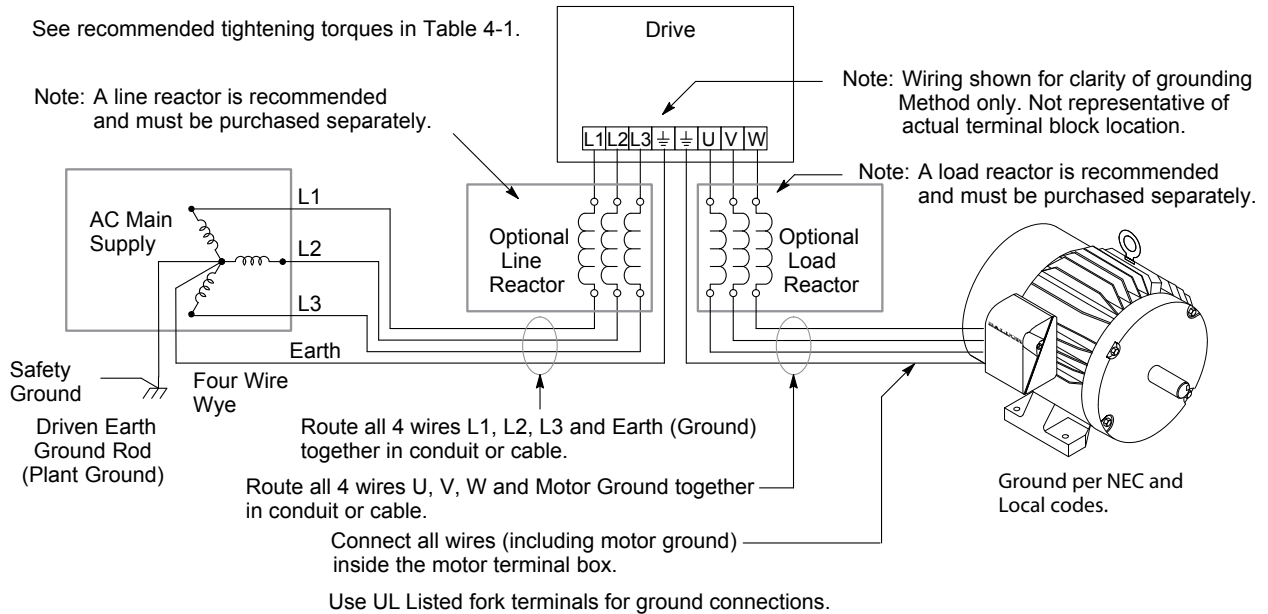 See recommended tightening torques in Table 4-1.
Drive
Note: A line reactor is recommended
and must be purchased separately.
Note: Wiring shown for clarity of grounding
Method only. Not representative of
actual terminal block location.
L1 L2 L3 U V W
Note: A load reactor is recommended
and must be purchased separately.
AC Main
Supply
L1
L2
L3
Earth
Optional
Line
Reactor
Optional
Load
Reactor
Safety
Ground
Four Wire
Wye
Driven Earth
Ground Rod
(Plant Ground)
Route all 4 wires L1, L2, L3 and Earth (Ground)
together in conduit or cable.
Route all 4 wires U, V, W and Motor Ground together
in conduit or cable.
Connect all wires (including motor ground)
inside the motor terminal box.
Use UL Listed fork terminals for ground connections.
Ground per NEC and
Local codes.